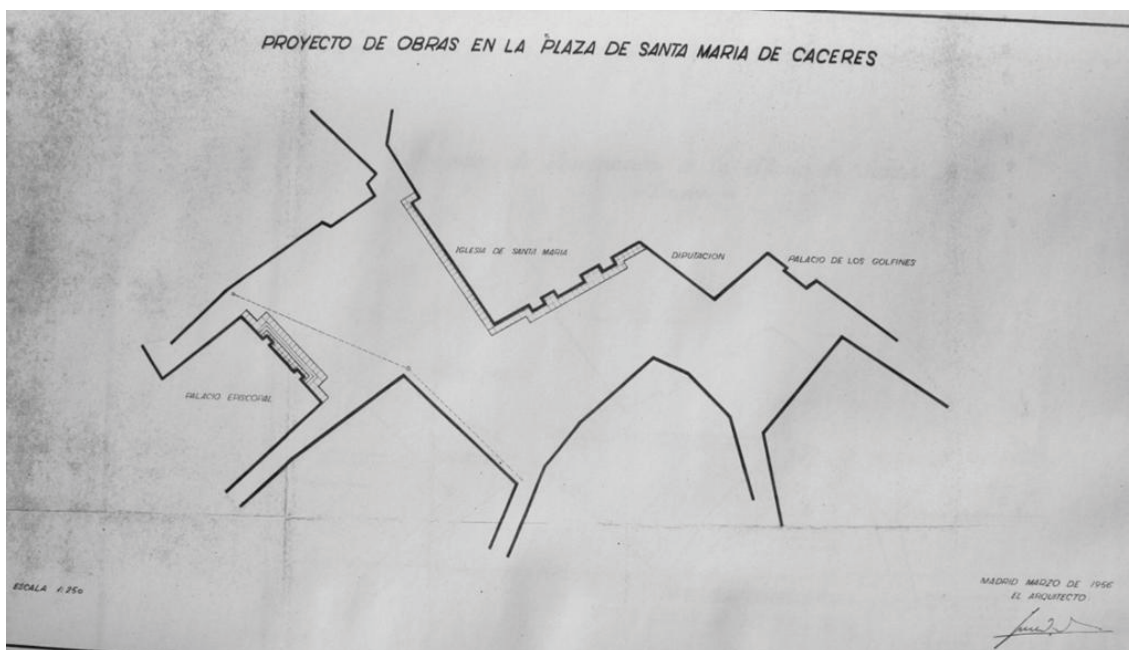 PROYECTO DE OBRAS EN LA PLAZA DE SANTA MARIA DE CACERES
IGLESIA DE SANTA MARIA
DIPUTACION
PALACIO DE LOS GOLFINES
PALACIO EPISCOPAL
ESCALA 1:250
MADRID MARZO DE 1956
EL ARQUITECTO